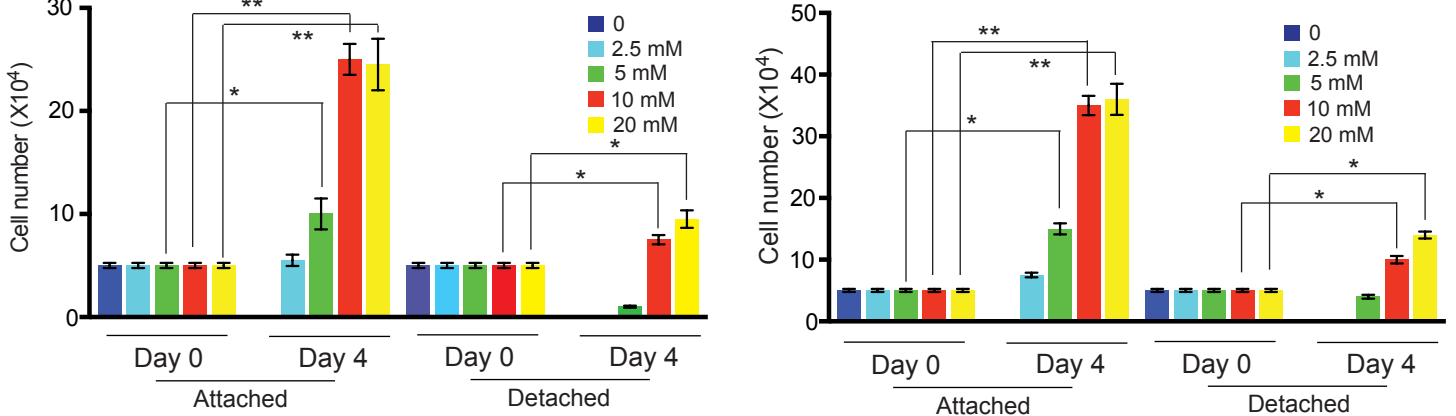 Cell number (X10⁴)
30
20
10
0
**
**
*
*
*
0
2.5 mM
5 mM
10 mM
20 mM
Day 0
Day 4
Day 0
Day 4
Attached
Detached
Cell number (X10⁴)
50
40
30
20
10
0
**
**
*
*
*
0
2.5 mM
5 mM
10 mM
20 mM
Day 0
Day 4
Day 0
Day 4
Attached
Detached